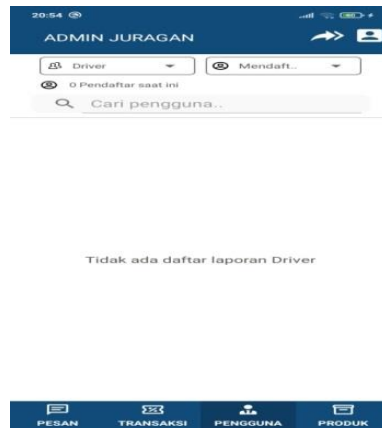 20:54
ADMIN JURAGAN
Driver Mendaft..
0 Pendaftar saat ini
Cari pengguna..
Tidak ada daftar laporan Driver
PESAN TRANSAKSI PENGGUNA PRODUK